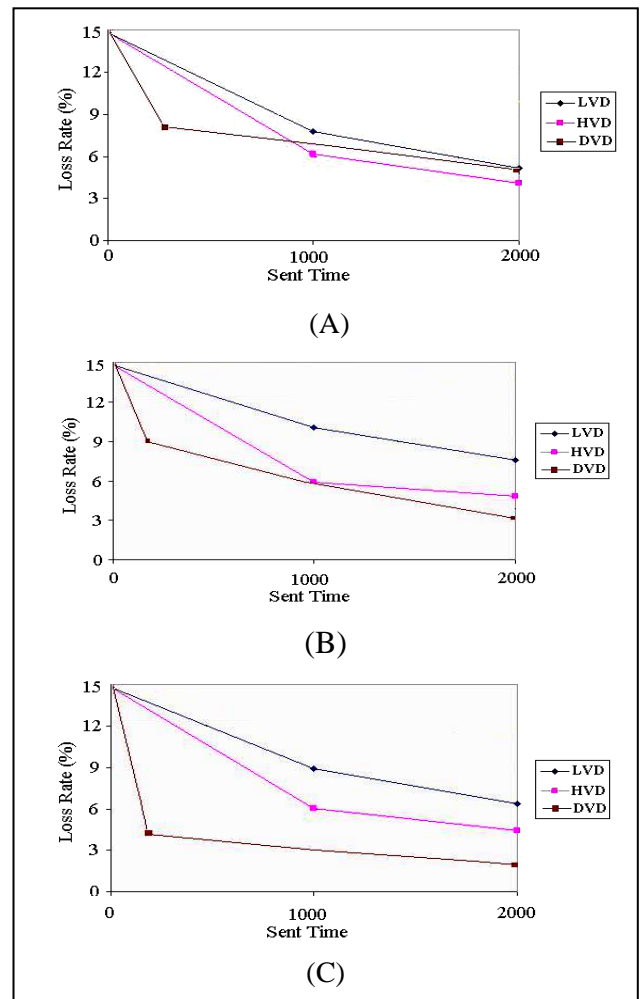 15
12
9
6
3
0
Loss Rate (%)
0 1000 2000
Sent Time
LVD
HVD
DVD
(A)
15
12
9
6
3
0
Loss Rate (%)
0 1000 2000
Sent Time
LVD
HVD
DVD
(B)
15
12
9
6
3
0
Loss Rate (%)
0 1000 2000
Sent Time
LVD
HVD
DVD
(C)